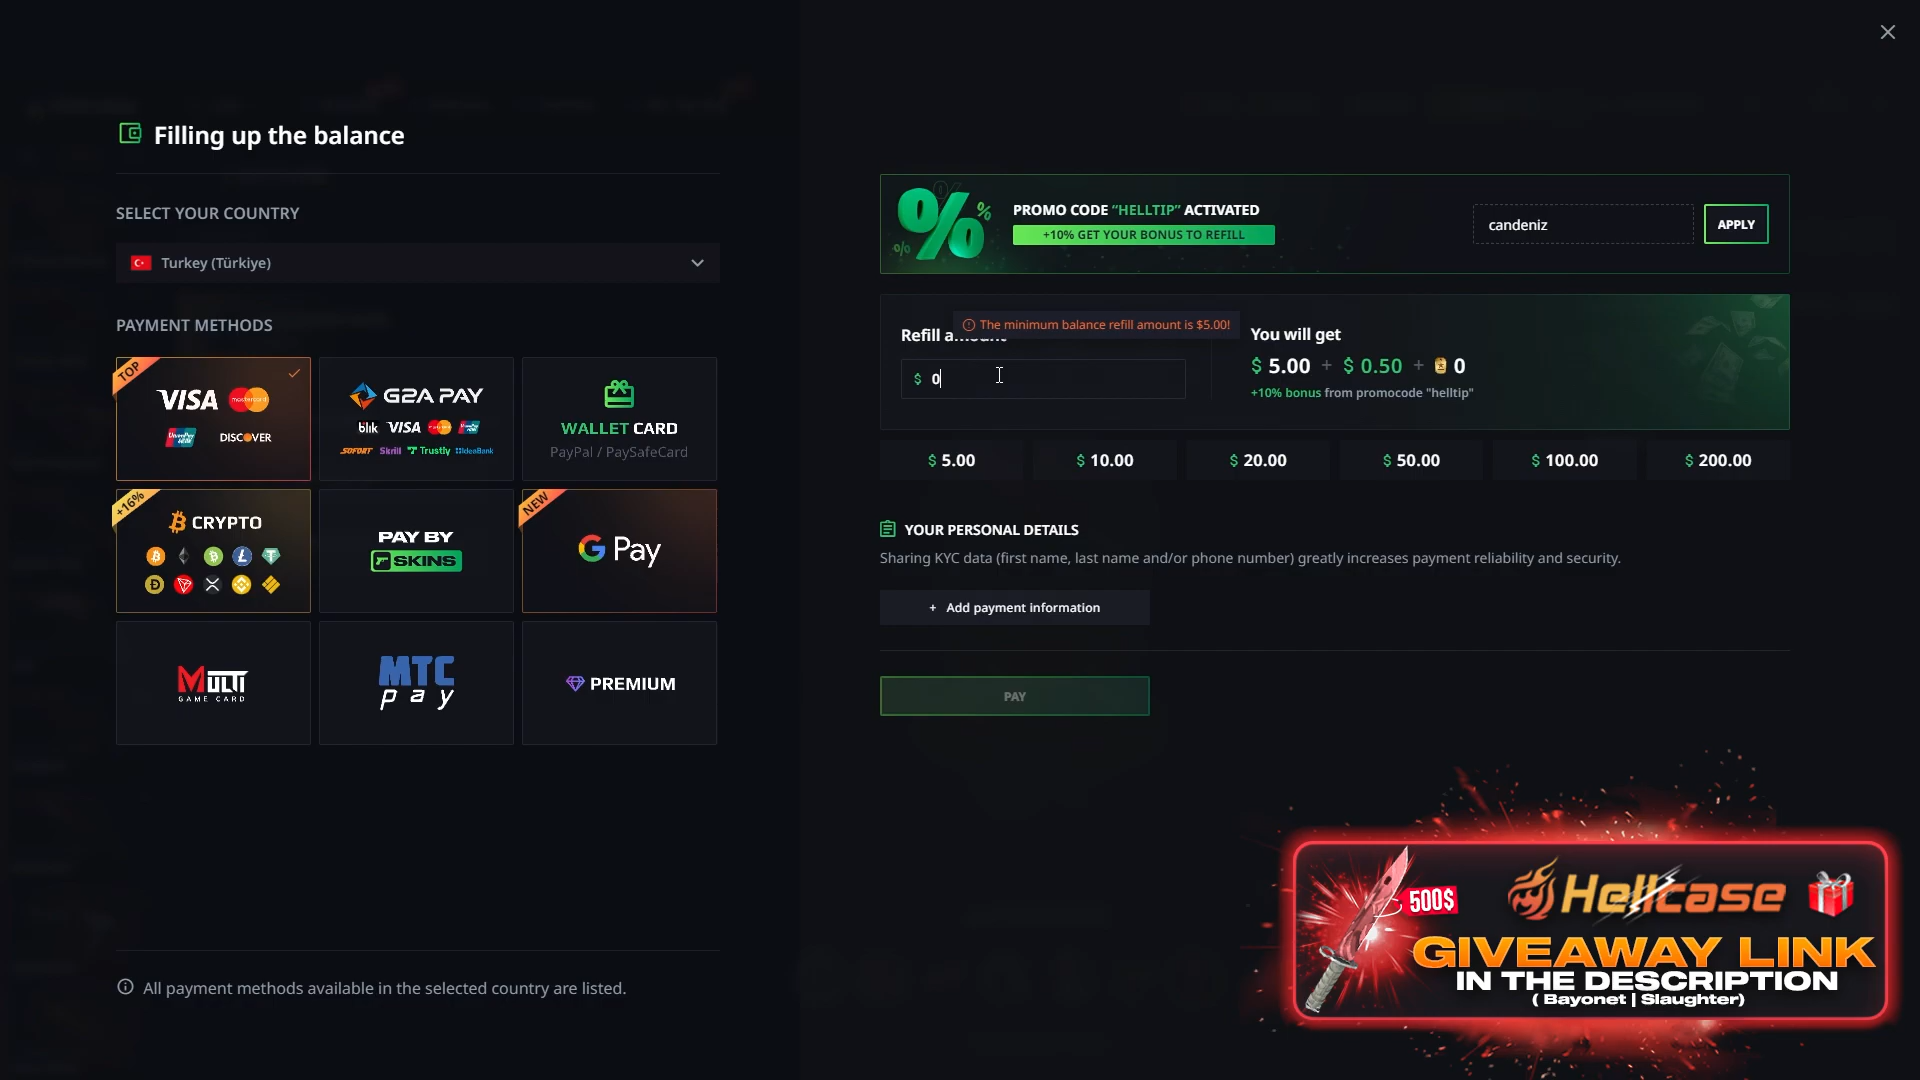 Filling up the balance
SELECT YOUR COUNTRY
Turkey (Türkiye)
PAYMENT METHODS
TOP
VISA mastercard
UnionPay DISCOVER
G2A PAY
blik VISA
SOFORT Skrill Trustly IdeaBank
WALLET CARD
PayPal / PaySafeCard
+16%
CRYPTO
PAY BY
SKINS
NEW
G Pay
MULTI
GAME CARD
MTC
pay
PREMIUM
All payment methods available in the selected country are listed.
%
%
%
PROMO CODE “HELLTIP” ACTIVATED
+10% GET YOUR BONUS TO REFILL
candeniz
APPLY
The minimum balance refill amount is $5.00!
Refill amount
$ 0
You will get
$ 5.00 + $ 0.50 + 0
+10% bonus from promocode "helltip"
$ 5.00
$ 10.00
$ 20.00
$ 50.00
$ 100.00
$ 200.00
YOUR PERSONAL DETAILS
Sharing KYC data (first name, last name and/or phone number) greatly increases payment reliability and security.
+ Add payment information
PAY
500$
Hellcase
GIVEAWAY LINK
IN THE DESCRIPTION
( Bayonet | Slaughter)